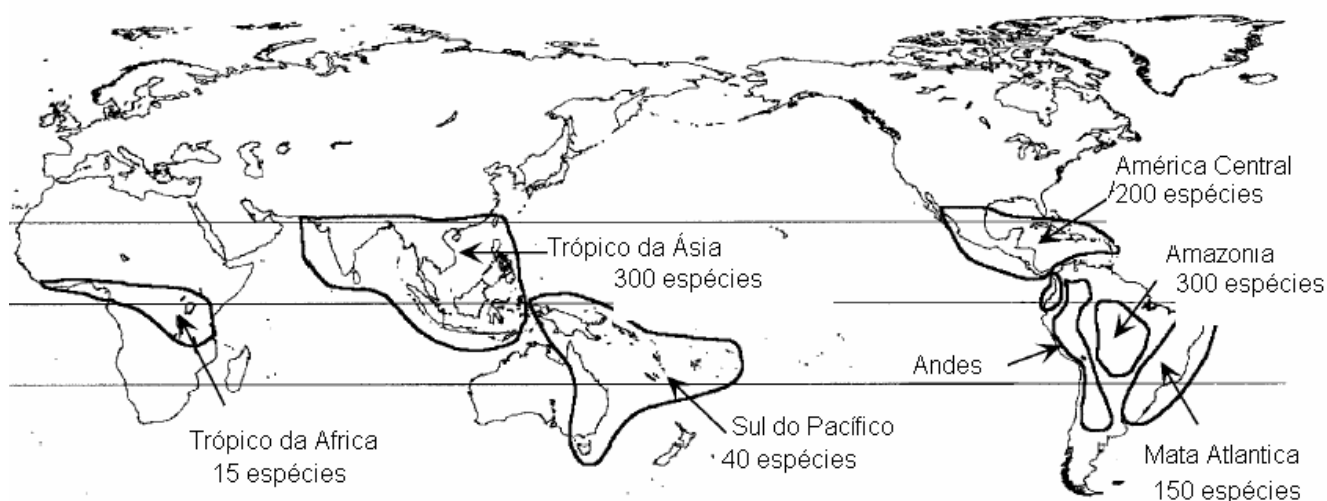 América Central
200 espécies
Trópico da Ásia
300 espécies
Amazonia
300 espécies
Andes
Trópico da Africa
15 espécies
Sul do Pacífico
40 espécies
Mata Atlantica
150 espécies